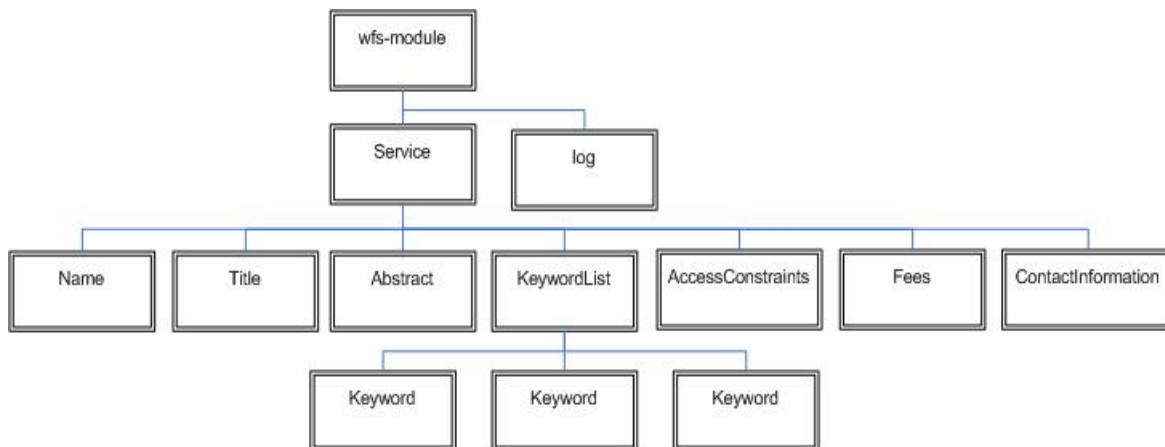 wfs-module
Service
log
Name
Title
Abstract
KeywordList
AccessConstraints
Fees
ContactInformation
Keyword
Keyword
Keyword